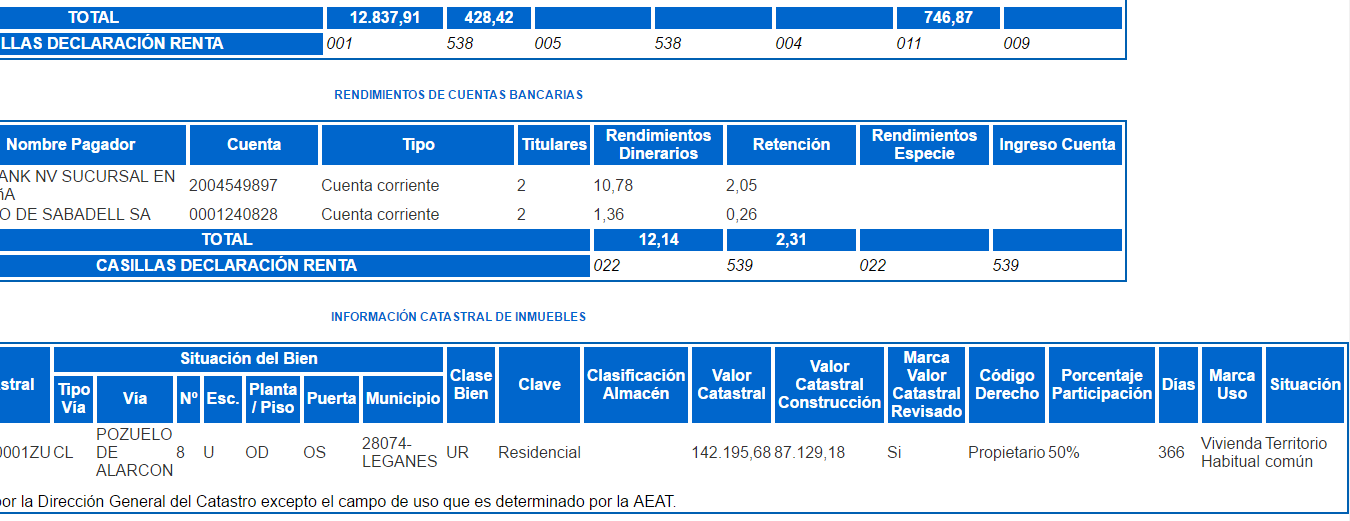 TOTAL 12.837,91 428,42 746,87
LLAS DECLARACIÓN RENTA 001 538 005 538 004 011 009
RENDIMIENTOS DE CUENTAS BANCARIAS
Nombre Pagador Cuenta Tipo Titulares Rendimientos Dinerarios Retención Rendimientos Especie Ingreso Cuenta
ANK NV SUCURSAL EN
ñA 2004549897 Cuenta corriente 2 10,78 2,05
O DE SABADELL SA 0001240828 Cuenta corriente 2 1,36 0,26
TOTAL 12,14 2,31
CASILLAS DECLARACIÓN RENTA 022 539 022 539
INFORMACIÓN CATASTRAL DE INMUEBLES
stral Situación del Bien Clase Bien Clave Clasificación Almacén Valor Catastral Valor Catastral Construcción Marca Valor Catastral Revisado Código Derecho Porcentaje Participación Días Marca Uso Situación
Tipo Vía Vía Nº Esc. Planta / Piso Puerta Municipio
0001ZU CL POZUELO DE ALARCON 8 U OD OS 28074-LEGANES UR Residencial 142.195,68 87.129,18 Si Propietario 50% 366 Vivienda Habitual Territorio común
por la Dirección General del Catastro excepto el campo de uso que es determinado por la AEAT.